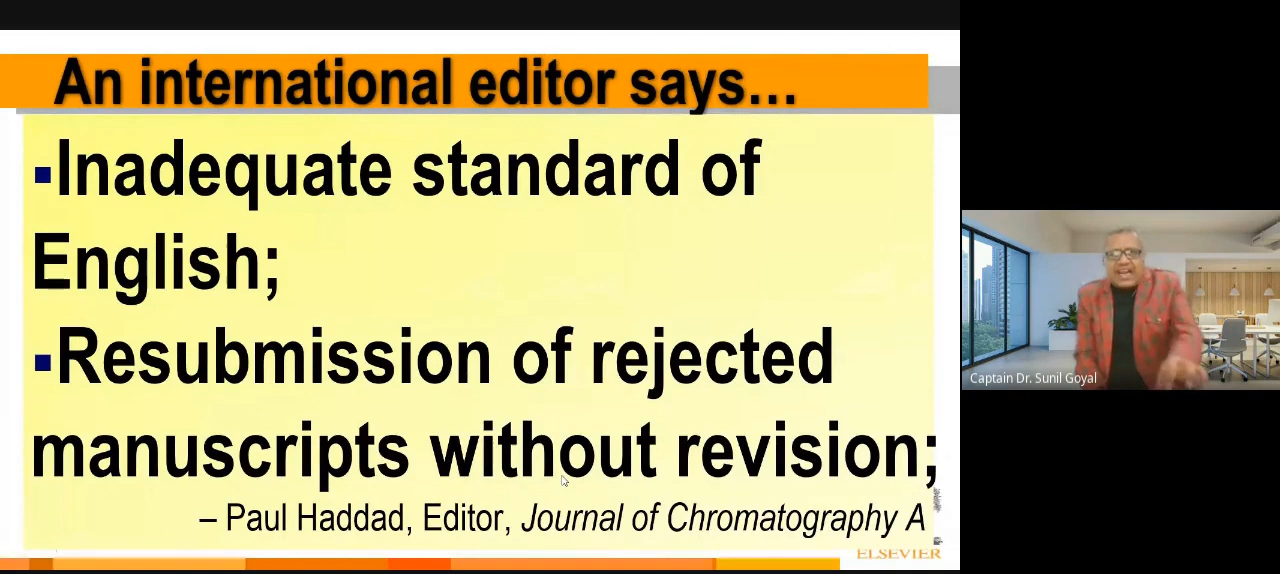 An international editor says…
▪Inadequate standard of
English;
▪Resubmission of rejected
manuscripts without revision;
– Paul Haddad, Editor, Journal of Chromatography A
ELSEVIER
Captain Dr. Sunil Goyal